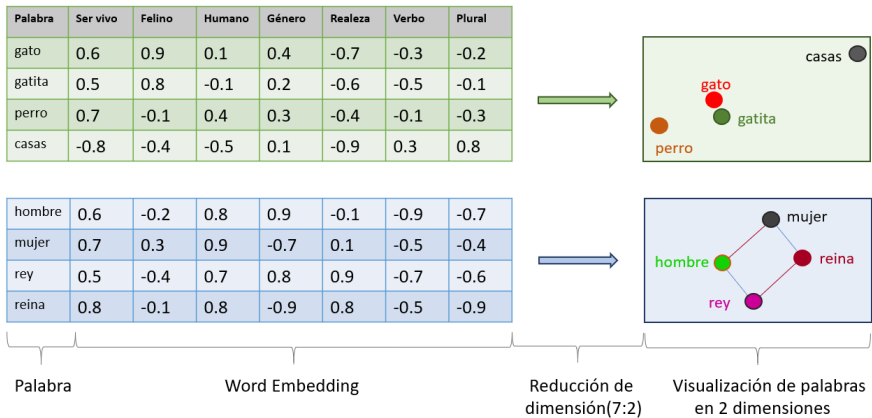 Palabra Ser vivo Felino Humano Género Realeza Verbo Plural
gato 0.6 0.9 0.1 0.4 -0.7 -0.3 -0.2
gatita 0.5 0.8 -0.1 0.2 -0.6 -0.5 -0.1
perro 0.7 -0.1 0.4 0.3 -0.4 -0.1 -0.3
casas -0.8 -0.4 -0.5 0.1 -0.9 0.3 0.8
casas
gato
gatita
perro
hombre 0.6 -0.2 0.8 0.9 -0.1 -0.9 -0.7
mujer 0.7 0.3 0.9 -0.7 0.1 -0.5 -0.4
rey 0.5 -0.4 0.7 0.8 0.9 -0.7 -0.6
reina 0.8 -0.1 0.8 -0.9 0.8 -0.5 -0.9
mujer
hombre
reina
rey
Palabra
Word Embedding
Reducción de
dimensión(7:2)
Visualización de palabras
en 2 dimensiones